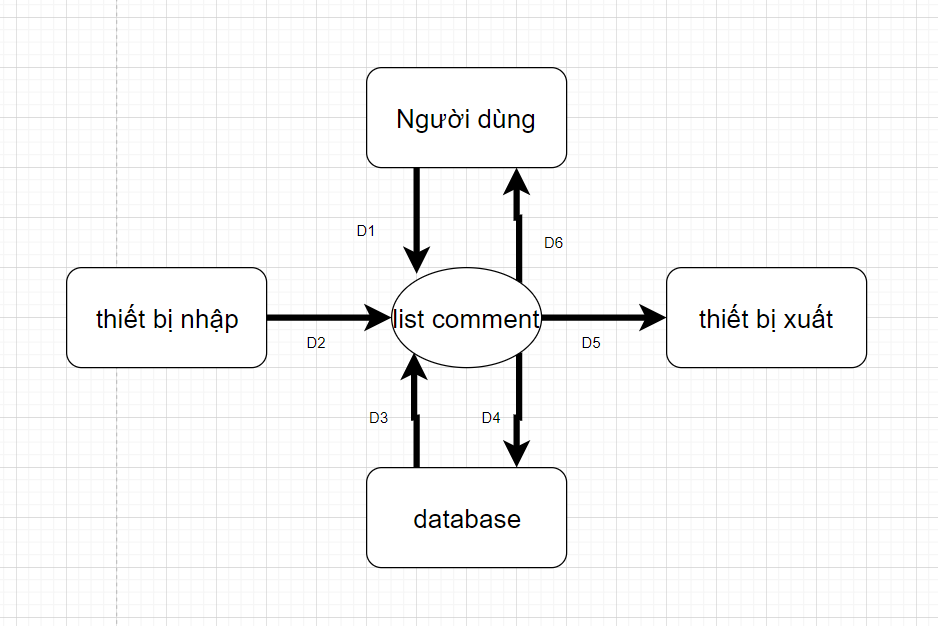 Người dùng
D1
D6
thiết bị nhập
list comment
thiết bị xuất
D2
D5
D3
D4
database